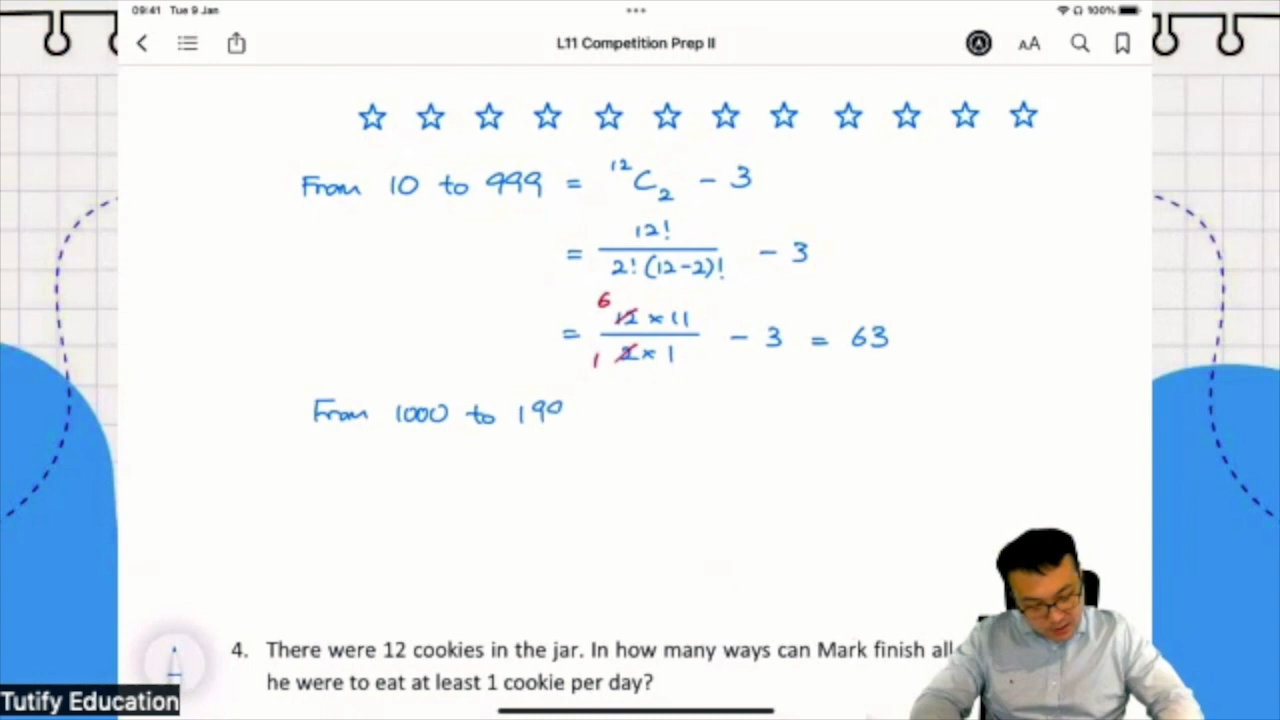 09:41 Tue 9 Jan
100%
L11 Competition Prep II
AA
From 10 to 999 = ¹²C₂ - 3
= 12! / 2!(12-2)! - 3
= 6 12 × 11 / 1 2 × 1 - 3 = 63
From 1000 to 190
4. There were 12 cookies in the jar. In how many ways can Mark finish all
he were to eat at least 1 cookie per day?
Tutify Education